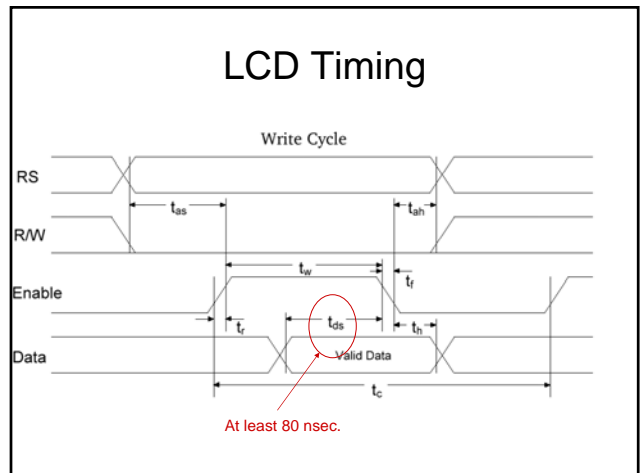 LCD Timing
Write Cycle
RS
tas
tah
R/W
tw
tf
Enable
tr
tds
th
Data
Valid Data
tc
At least 80 nsec.